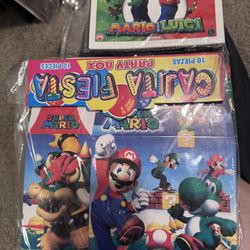 MARIO LUIGI
10 PIEZAS
CAJITA FIESTA
PARTY BOX
10 PIECES
SUPER MARIO
SUPER MARIO